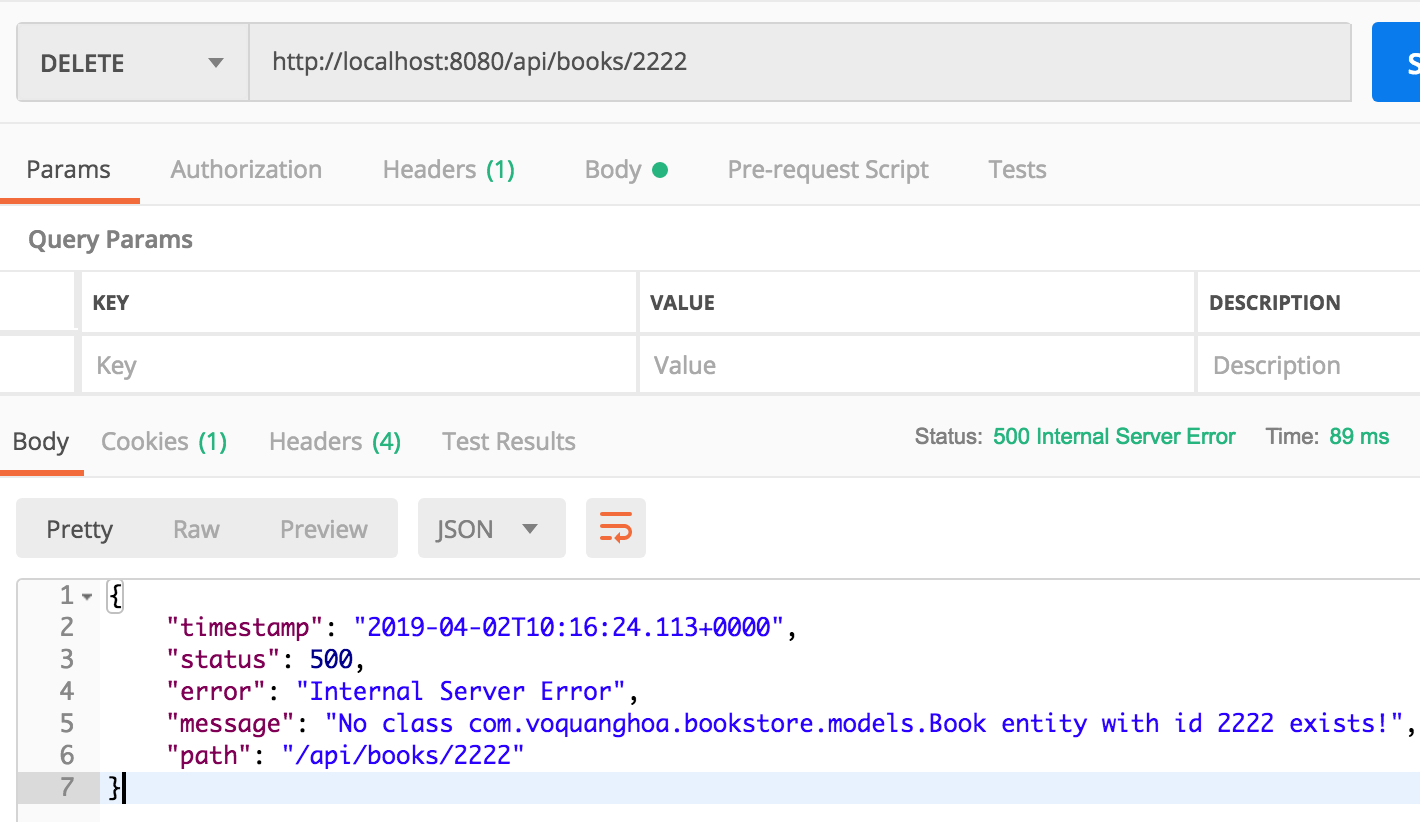 DELETE http://localhost:8080/api/books/2222 S
Params Authorization Headers (1) Body Pre-request Script Tests
Query Params
KEY VALUE DESCRIPTION
Key Value Description
Body Cookies (1) Headers (4) Test Results Status: 500 Internal Server Error Time: 89 ms
Pretty Raw Preview JSON
1 {
2 "timestamp": "2019-04-02T10:16:24.113+0000",
3 "status": 500,
4 "error": "Internal Server Error",
5 "message": "No class com.voquanghoa.bookstore.models.Book entity with id 2222 exists!",
6 "path": "/api/books/2222"
7 }